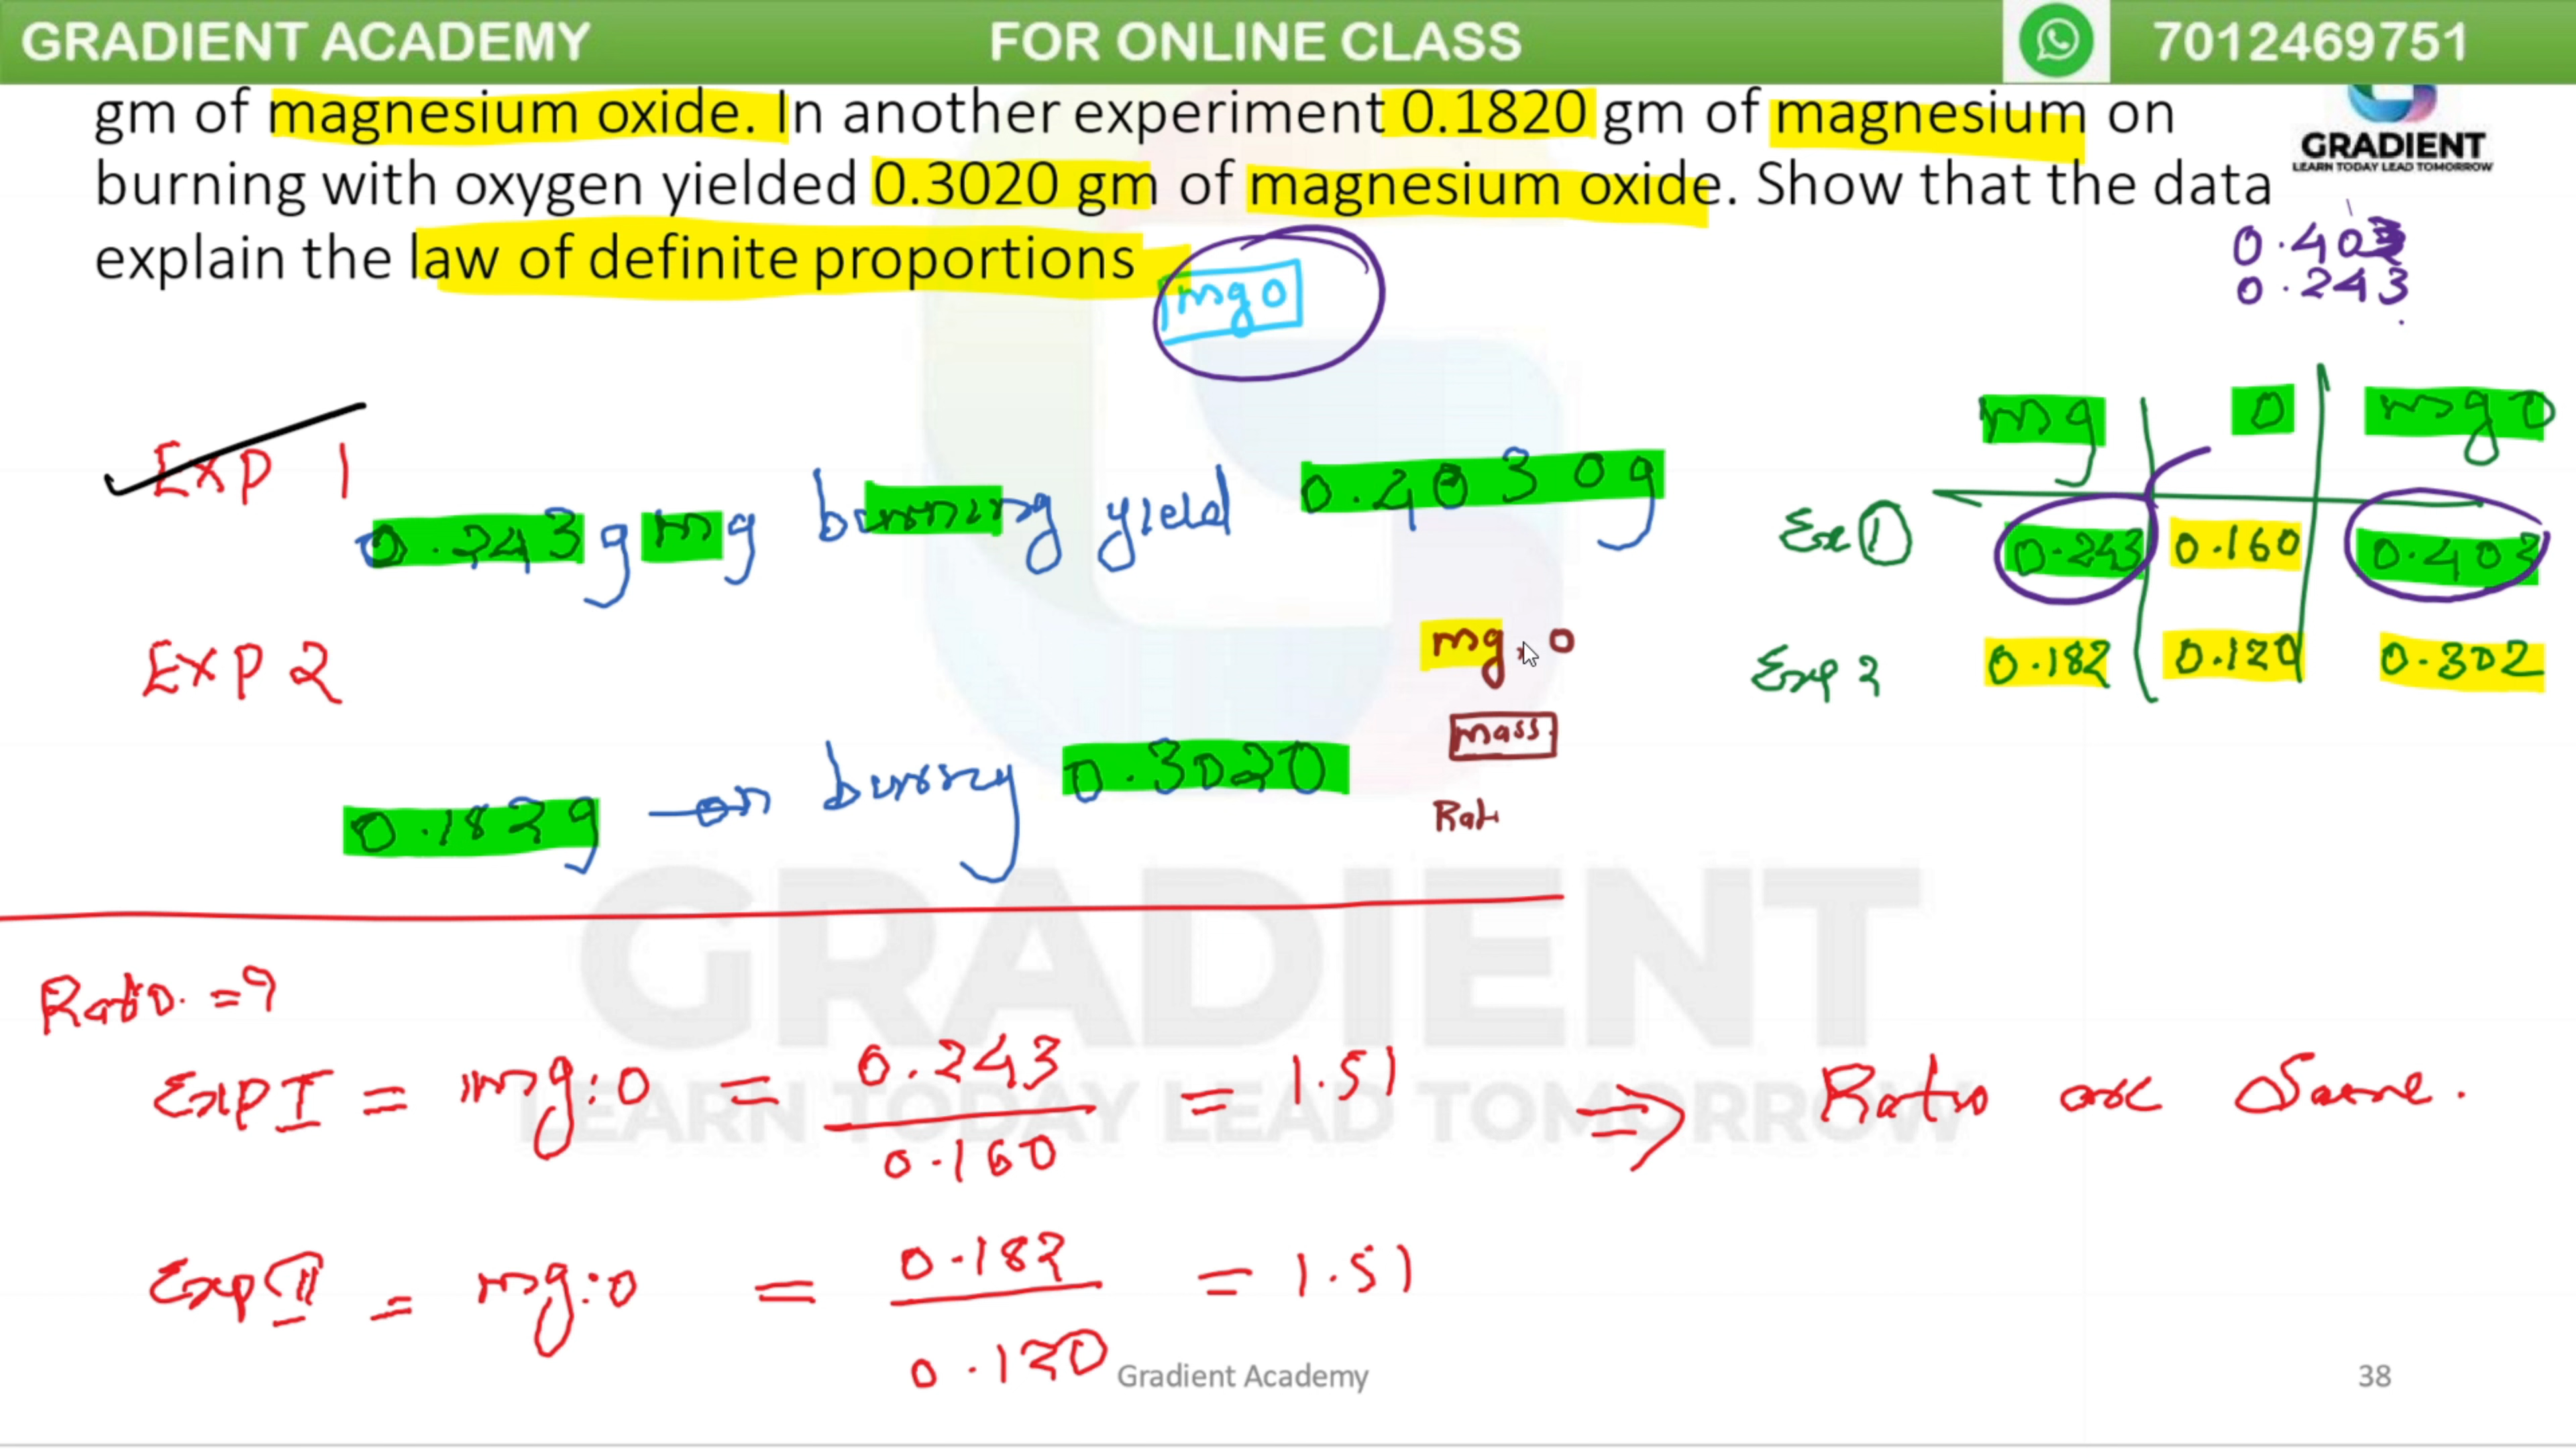 GRADIENT ACADEMY FOR ONLINE CLASS 7012469751
gm of magnesium oxide. In another experiment 0.1820 gm of magnesium on
GRADIENT
LEARN TODAY LEAD TOMORROW
burning with oxygen yielded 0.3020 gm of magnesium oxide. Show that the data
explain the law of definite proportions
mgo
0.403
0.243
mg o mgo
Exp 1
0.243g mg burning yield 0.4030g
Ex 1 0.243 0.160 0.403
Exp 2
mg:o
Exp 2 0.182 0.120 0.302
mass
0.182g on burning 0.3020
Rat
GRADIENT
LEARN TODAY LEAD TOMORROW
Ratio = ?
Exp I = mg:o = 0.243
0.160
= 1.51 ⇒ Ratio are Same.
Exp II = mg:o = 0.182
0.120
= 1.51
Gradient Academy 38